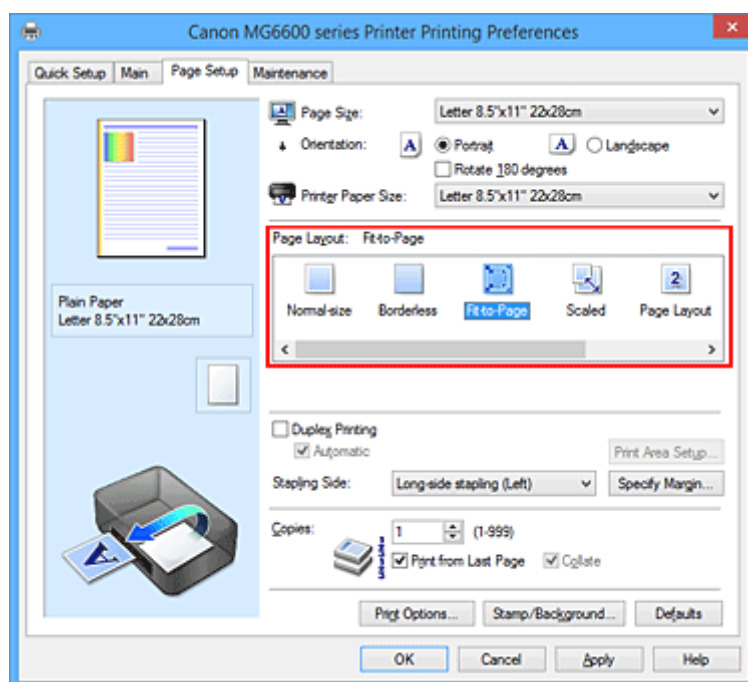 Canon MG6600 series Printer Printing Preferences
Quick Setup Main Page Setup Maintenance
Page Size: Letter 8.5"x11" 22x28cm
Orientation: A Portrait A Landscape
Rotate 180 degrees
Printer Paper Size: Letter 8.5"x11" 22x28cm
Page Layout: Fit-to-Page
Normal-size Borderless Fit-to-Page Scaled Page Layout
Plain Paper
Letter 8.5"x11" 22x28cm
Duplex Printing
Automatic
Print Area Setup...
Stapling Side: Long-side stapling (Left) Specify Margin...
Copies: 1 (1-999)
Print from Last Page Collate
Print Options... Stamp/Background... Defaults
OK Cancel Apply Help